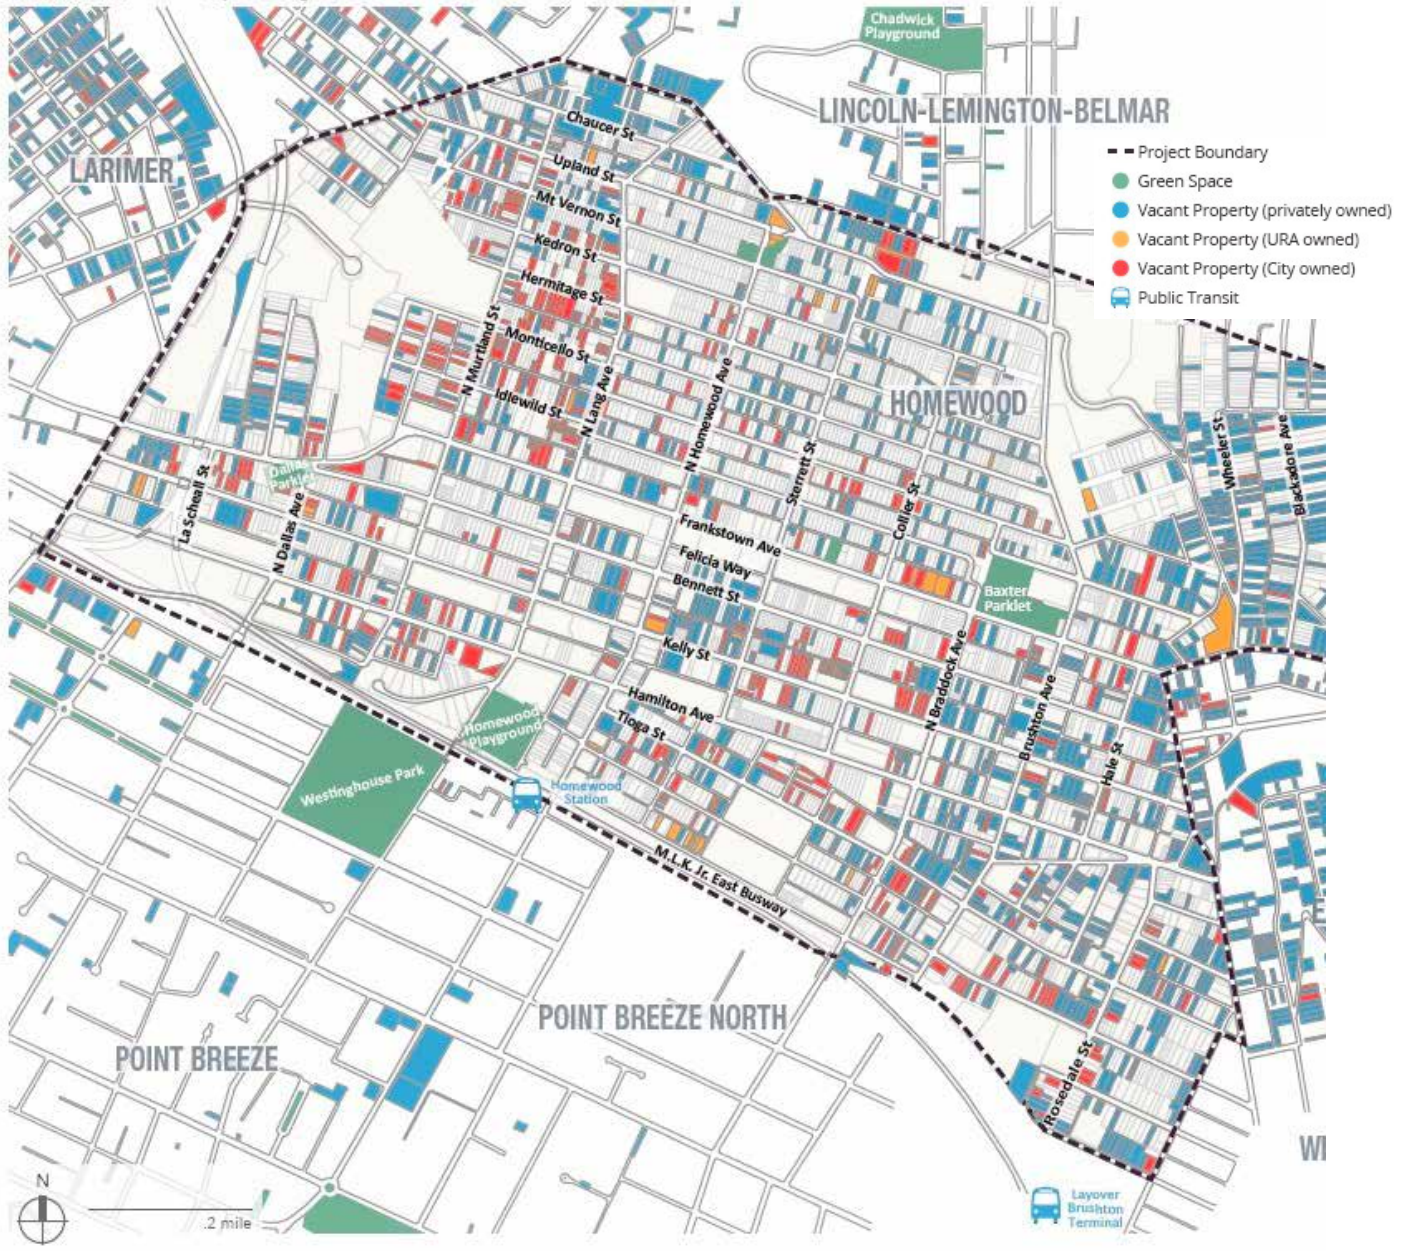 Chadwick
Playground
LINCOLN-LEMINGTON-BELMAR
LARIMER
Project Boundary
Green Space
Vacant Property (privately owned)
Vacant Property (URA owned)
Vacant Property (City owned)
Public Transit
Chaucer St
Upland St
Mt Vernon St
Kedron St
Hermitage St
Monticello St
Idlewild St
N Murtland St
N Lang Ave
N Homewood Ave
HOMEWOOD
Sterrett St
Collier St
Wheeler St
Blackadore Ave
La Scheall St
Dallas
Parklet
N Dallas Ave
Frankstown Ave
Felicia Way
Bennett St
Kelly St
Baxter
Parklet
N Braddock Ave
Brushton Ave
Hale St
Hamilton Ave
Tioga St
Homewood
Playground
Westinghouse Park
Homewood
Station
M.L.K. Jr. East Busway
POINT BREEZE NORTH
POINT BREEZE
Rosedale St
E
WI
N
.2 mile
Layover
Brushton
Terminal